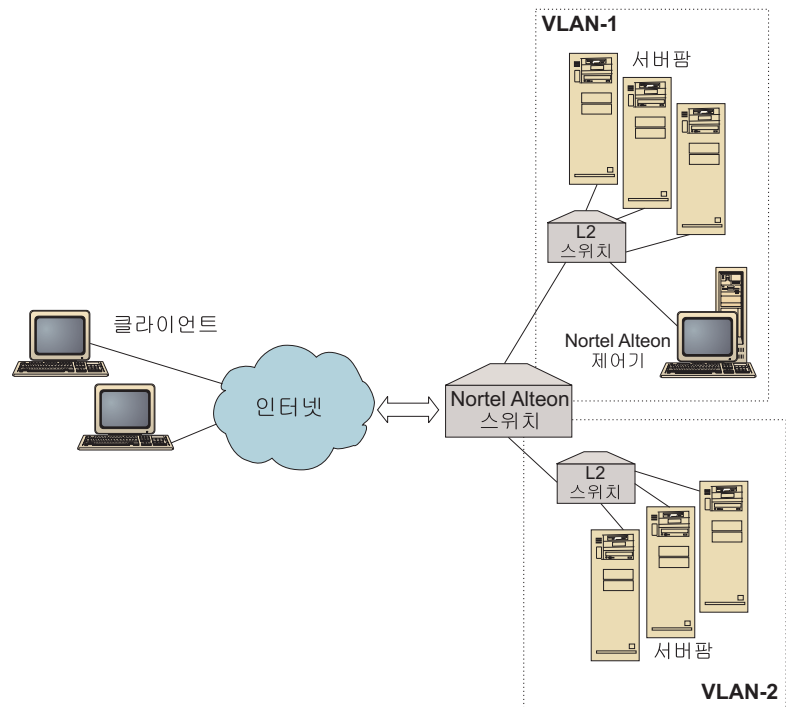 VLAN-1
서버팜
L2
스위치
클라이언트
Nortel Alteon
제어기
인터넷
Nortel Alteon
스위치
L2
스위치
서버팜
VLAN-2